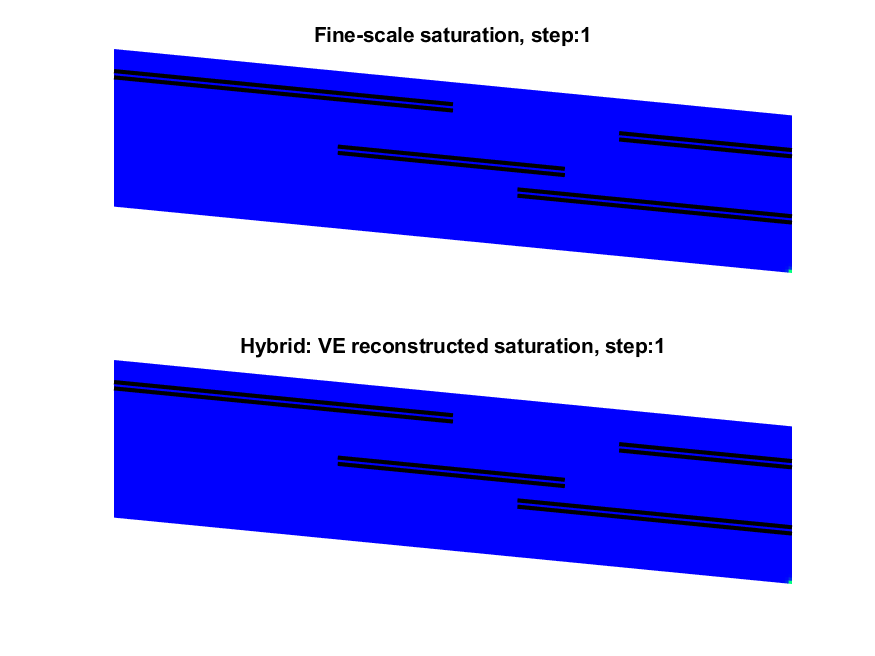 Fine-scale saturation, step:1
Hybrid: VE reconstructed saturation, step:1